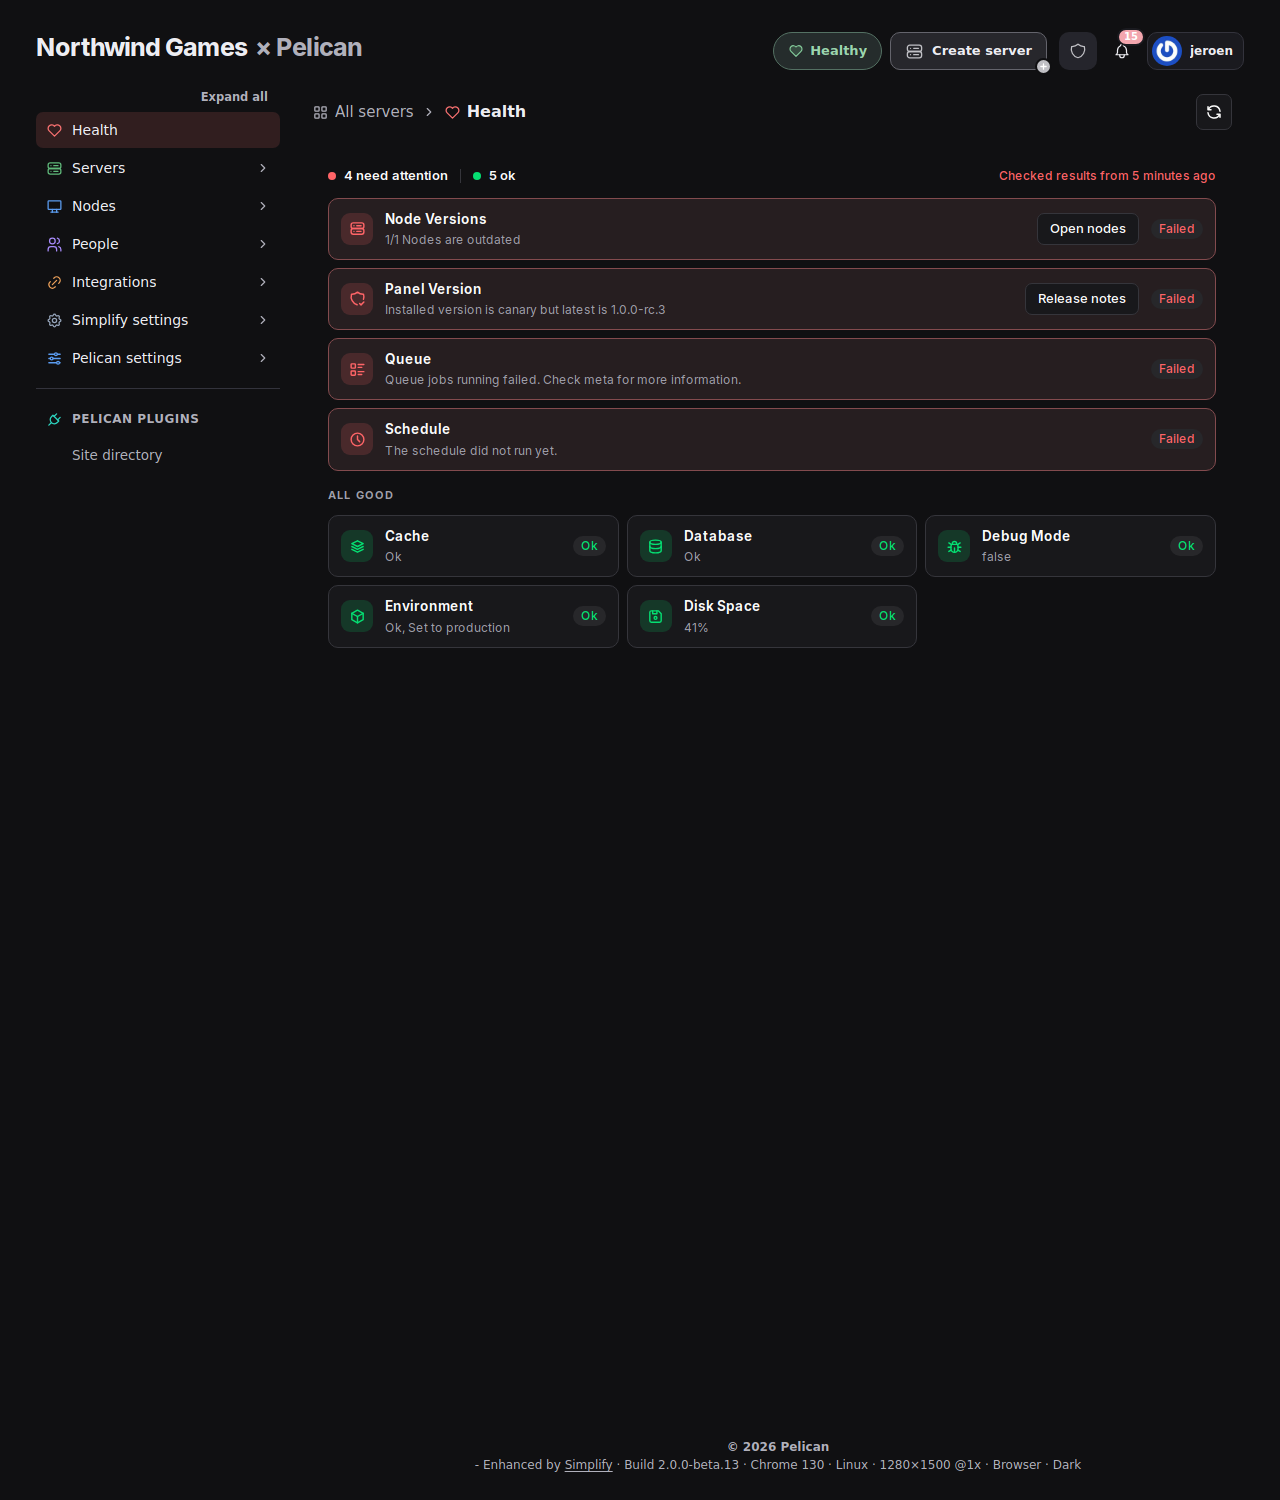 Northwind Games × Pelican
Healthy
Create server
15
jeroen
Expand all
Health
Servers
Nodes
People
Integrations
Simplify settings
Pelican settings
PELICAN PLUGINS
Site directory
All servers > Health
4 need attention
5 ok
Checked results from 5 minutes ago
Node Versions
1/1 Nodes are outdated
Open nodes
Failed
Panel Version
Installed version is canary but latest is 1.0.0-rc.3
Release notes
Failed
Queue
Queue jobs running failed. Check meta for more information.
Failed
Schedule
The schedule did not run yet.
Failed
ALL GOOD
Cache
Ok
Ok
Database
Ok
Ok
Debug Mode
false
Ok
Environment
Ok, Set to production
Ok
Disk Space
41%
Ok
© 2026 Pelican
- Enhanced by Simplify · Build 2.0.0-beta.13 · Chrome 130 · Linux · 1280×1500 @1x · Browser · Dark